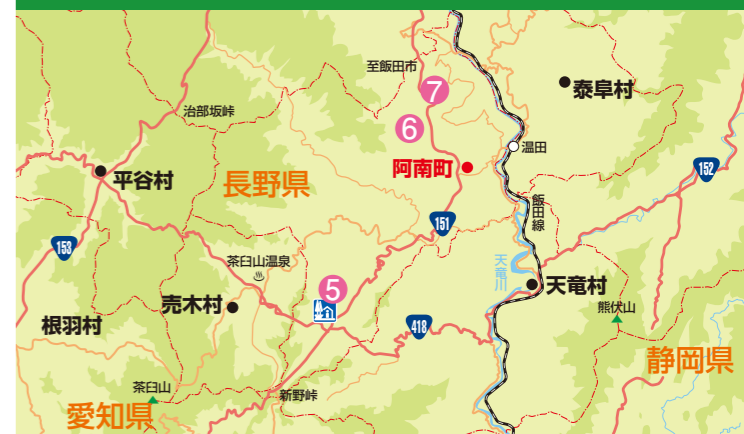 至飯田市
7
泰阜村
治部坂峠
6
温田
阿南町
152
平谷村
長野県
飯田線
151
153
茶臼山温泉
天竜川
5
天竜村
売木村
熊伏山
根羽村
418
静岡県
茶臼山
新野峠
愛知県